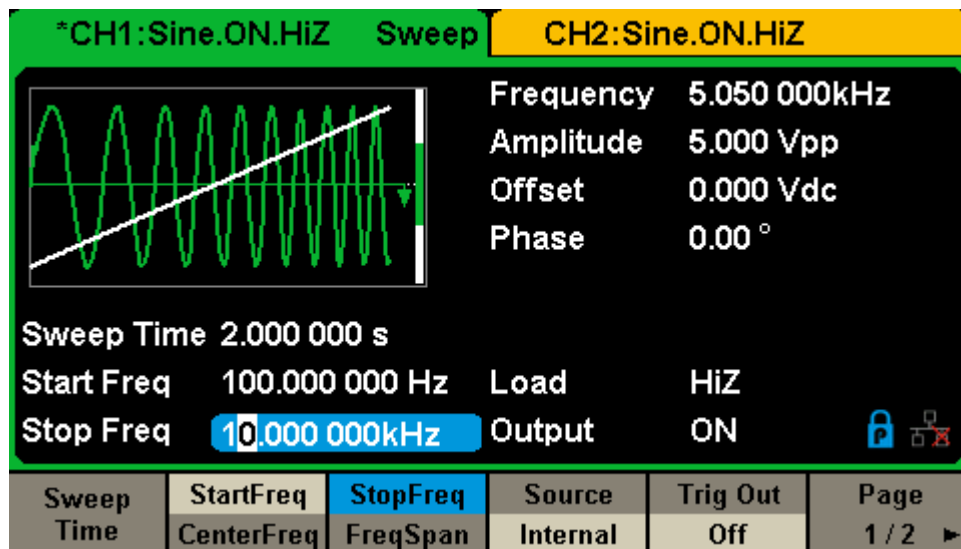 *CH1:Sine.ON.HiZ Sweep CH2:Sine.ON.HiZ
Frequency 5.050 000kHz
Amplitude 5.000 Vpp
Offset 0.000 Vdc
Phase 0.00 °
Sweep Time 2.000 000 s
Start Freq 100.000 000 Hz Load HiZ
Stop Freq 10.000 000kHz Output ON P
Sweep Time StartFreq StopFreq Source Trig Out Page
CenterFreq FreqSpan Internal Off 1 / 2